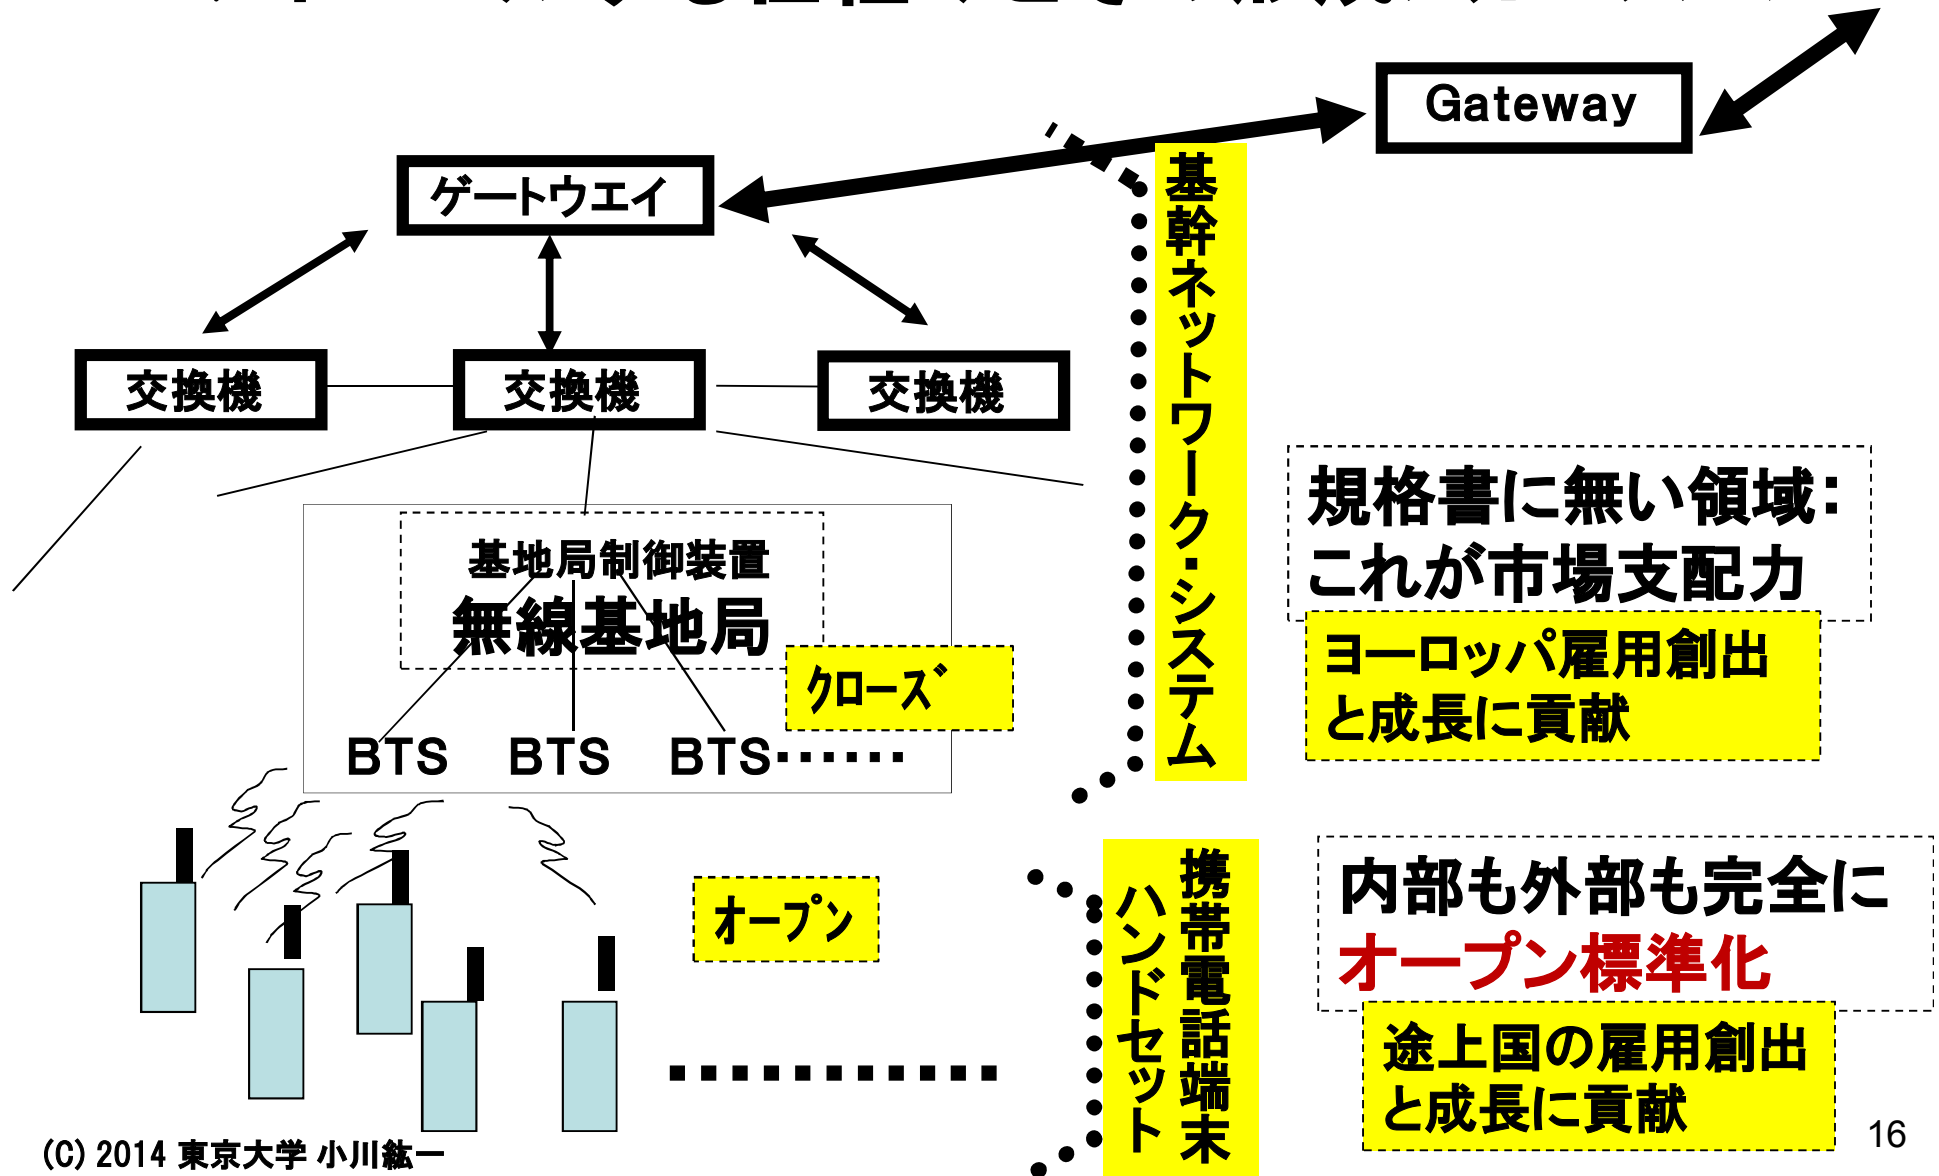 Gateway
ゲートウエイ
交換機
交換機
交換機
基地局制御装置
無線基地局
クローズ
BTS
BTS
BTS・・・・・・
基幹ネットワーク・システム
規格書に無い領域：
これが市場支配力
ヨーロッパ雇用創出
と成長に貢献
オープン
携帯電話端末
ハンドセット
内部も外部も完全に
オープン標準化
途上国の雇用創出
と成長に貢献
(C) 2014 東京大学 小川紘一
16